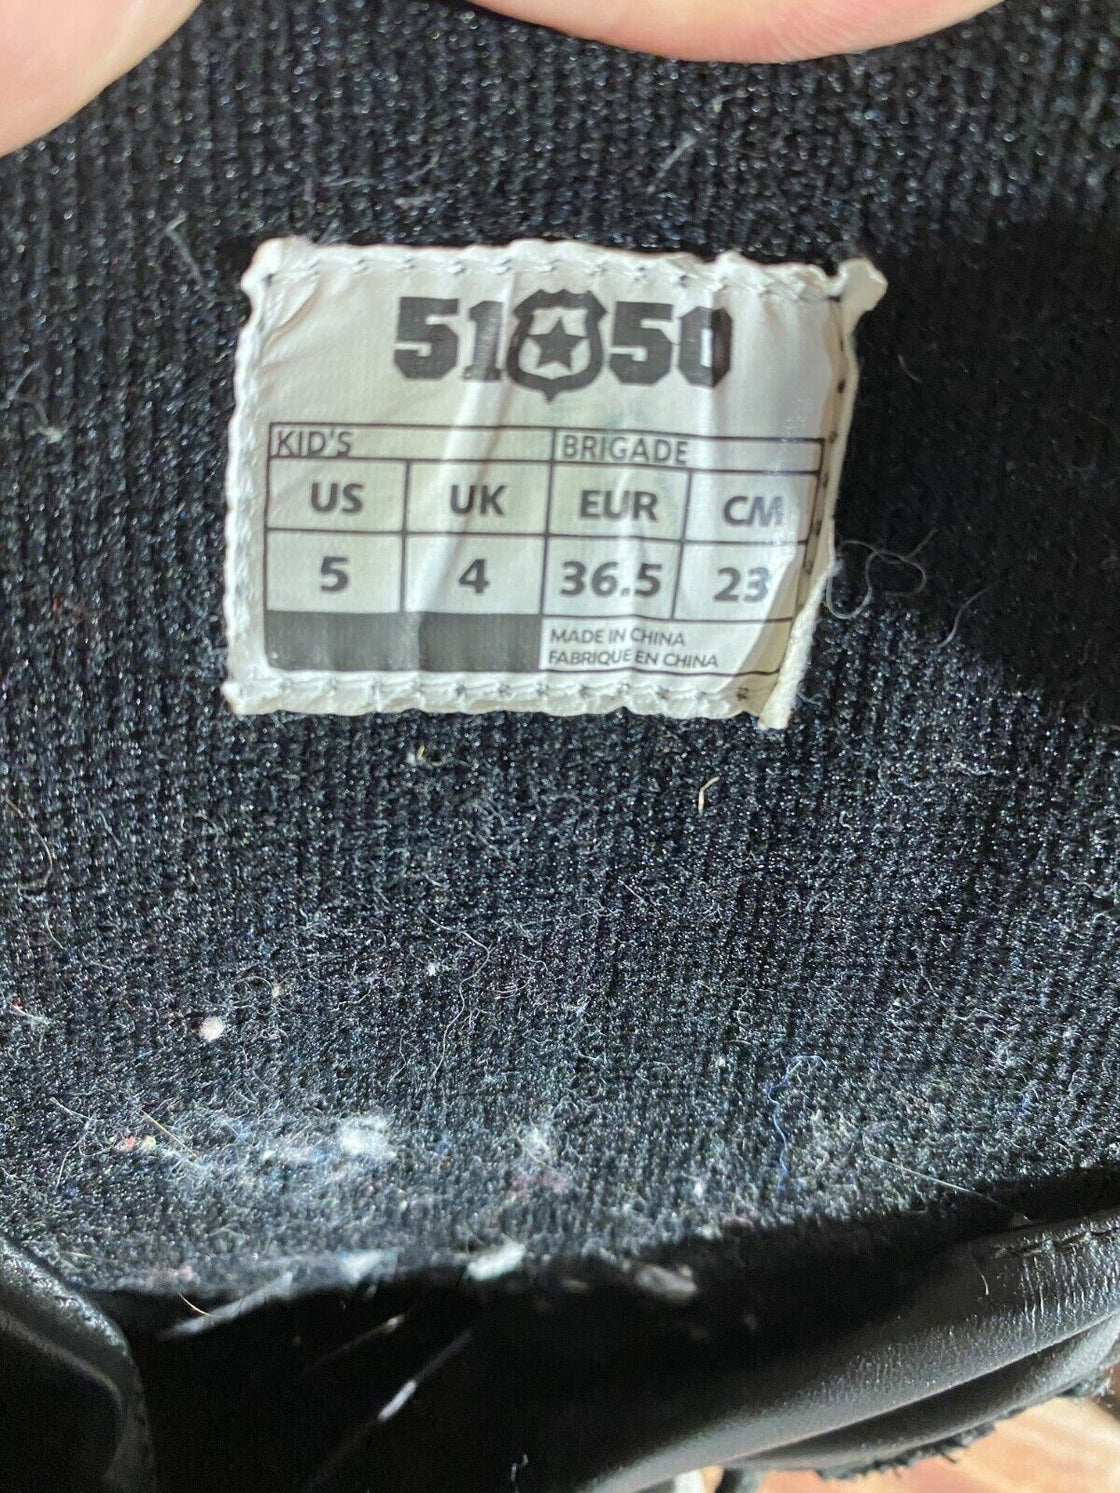 51 50
KID'S BRIGADE
US UK EUR CM
5 4 36.5 23
MADE IN CHINA
FABRIQUE EN CHINA